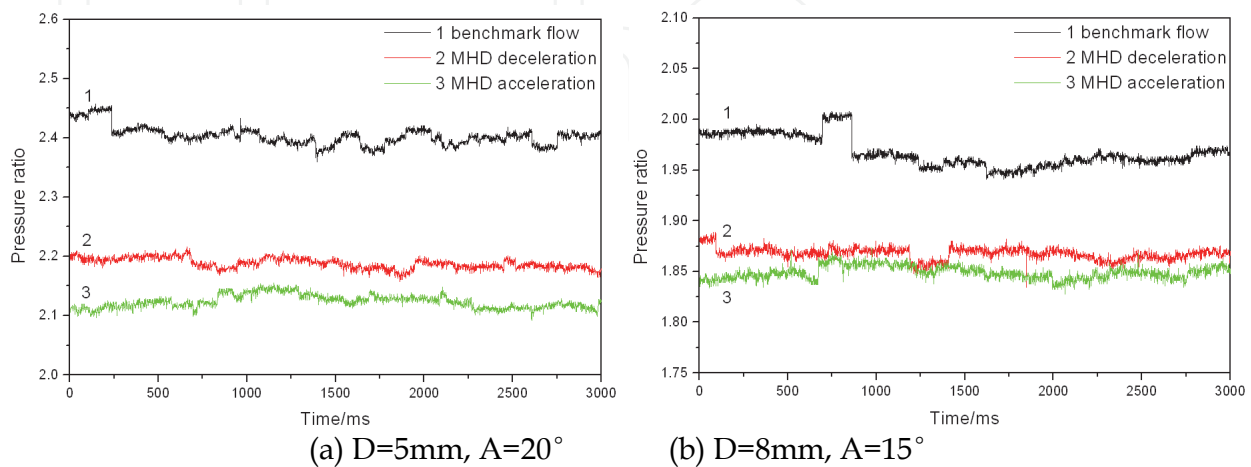 2.6
2.5
2.4
2.3
2.2
2.1
2.0
Pressure ratio
1 benchmark flow
2 MHD deceleration
3 MHD acceleration
1
2
3
0 500 1000 1500 2000 2500 3000
Time/ms
2.10
2.05
2.00
1.95
1.90
1.85
1.80
1.75
Pressure ratio
1 benchmark flow
2 MHD deceleration
3 MHD acceleration
1
2
3
0 500 1000 1500 2000 2500 3000
Time/ms
(a) D=5mm, A=20° (b) D=8mm, A=15°